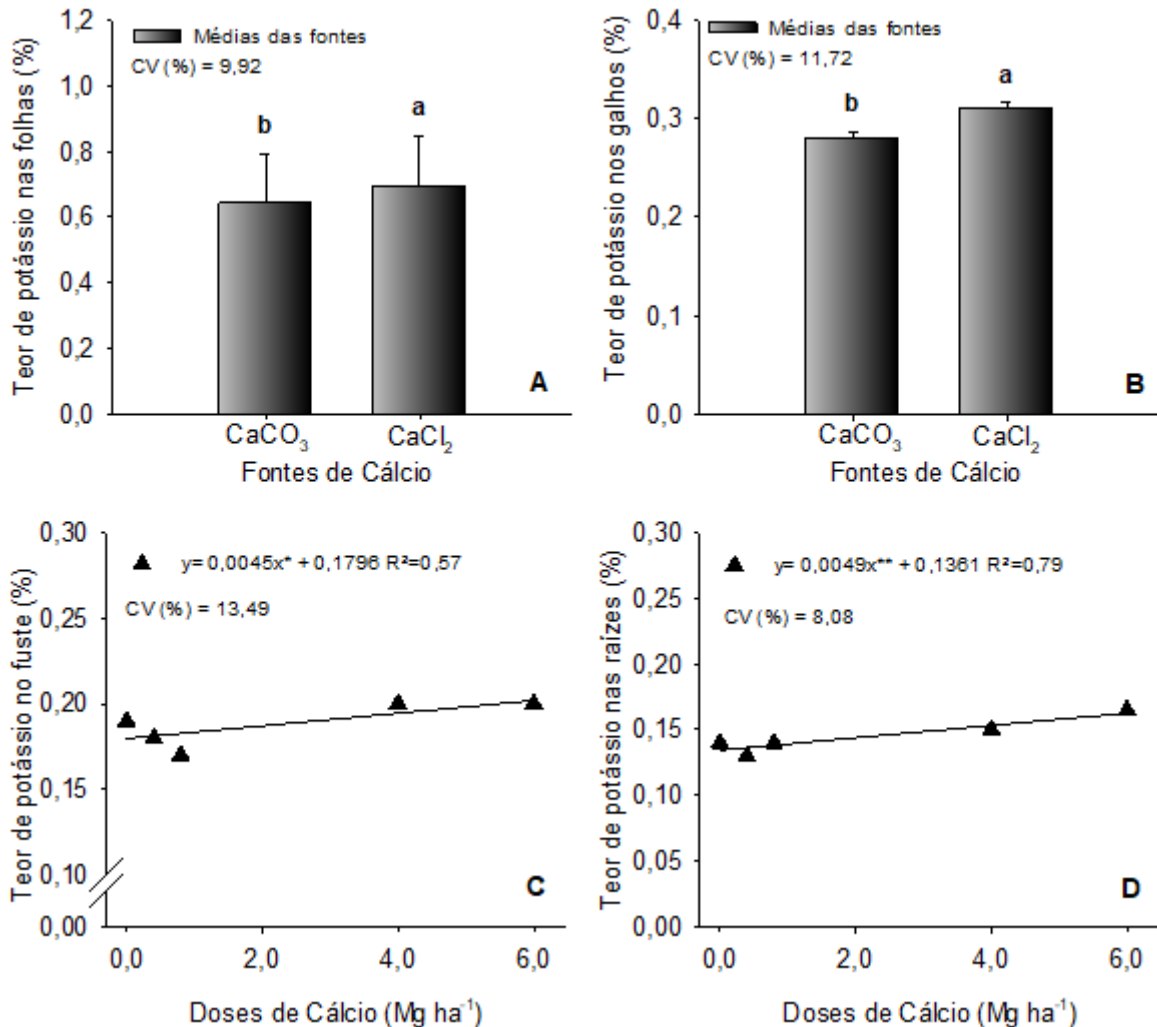 Teor de potássio nas folhas (%)
1,2
1,0
0,8
0,6
0,4
0,2
0,0
Médias das fontes
CV (%) = 9,92
b
a
A
CaCO₃
CaCl₂
Fontes de Cálcio
Teor de potássio nos galhos (%)
0,4
0,3
0,2
0,1
0,0
Médias das fontes
CV (%) = 11,72
b
a
B
CaCO₃
CaCl₂
Fontes de Cálcio
Teor de potássio no fuste (%)
0,30
0,25
0,20
0,15
0,10
0,00
y= 0,0045x* + 0,1796 R²=0,57
CV (%) = 13,49
C
0,0
2,0
4,0
6,0
Doses de Cálcio (Mg ha⁻¹)
Teor de potássio nas raízes (%)
0,30
0,25
0,20
0,15
0,10
0,05
0,00
y= 0,0049x** + 0,1361 R²=0,79
CV (%) = 8,08
D
0,0
2,0
4,0
6,0
Doses de Cálcio (Mg ha⁻¹)